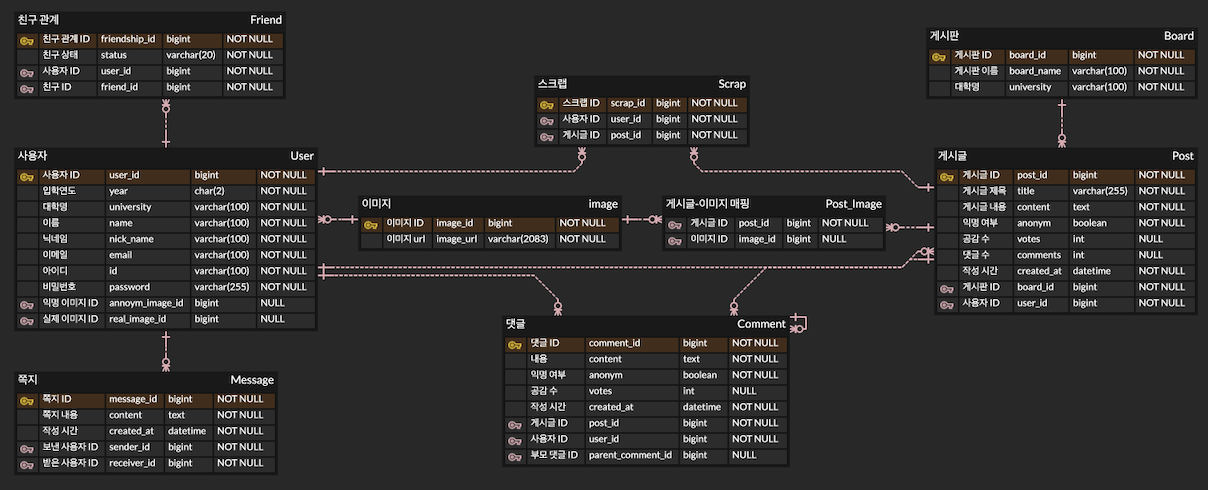 친구 관계 Friend
친구 관계 ID friendship_id bigint NOT NULL
친구 상태 status varchar(20) NOT NULL
사용자 ID user_id bigint NOT NULL
친구 ID friend_id bigint NOT NULL
게시판 Board
게시판 ID board_id bigint NOT NULL
게시판 이름 board_name varchar(100) NOT NULL
대학명 university varchar(100) NOT NULL
스크랩 Scrap
스크랩 ID scrap_id bigint NOT NULL
사용자 ID user_id bigint NOT NULL
게시글 ID post_id bigint NOT NULL
사용자 User
사용자 ID user_id bigint NOT NULL
입학연도 year char(2) NOT NULL
대학명 university varchar(100) NOT NULL
이름 name varchar(100) NOT NULL
닉네임 nick_name varchar(100) NOT NULL
이메일 email varchar(100) NOT NULL
아이디 id varchar(100) NOT NULL
비밀번호 password varchar(255) NOT NULL
익명 이미지 ID annoym_image_id bigint NULL
실제 이미지 ID real_image_id bigint NULL
이미지 image
이미지 ID image_id bigint NOT NULL
이미지 url image_url varchar(2083) NOT NULL
게시글-이미지 매핑 Post_Image
게시글 ID post_id bigint NOT NULL
이미지 ID image_id bigint NULL
게시글 Post
게시글 ID post_id bigint NOT NULL
게시글 제목 title varchar(255) NOT NULL
게시글 내용 content text NOT NULL
익명 여부 anonym boolean NOT NULL
공감 수 votes int NULL
댓글 수 comments int NULL
작성 시간 created_at datetime NOT NULL
게시판 ID board_id bigint NOT NULL
사용자 ID user_id bigint NOT NULL
댓글 Comment
댓글 ID comment_id bigint NOT NULL
내용 content text NOT NULL
익명 여부 anonym boolean NOT NULL
공감 수 votes int NULL
작성 시간 created_at datetime NOT NULL
게시글 ID post_id bigint NOT NULL
사용자 ID user_id bigint NOT NULL
부모 댓글 ID parent_comment_id bigint NULL
쪽지 Message
쪽지 ID message_id bigint NOT NULL
쪽지 내용 content text NOT NULL
작성 시간 created_at datetime NOT NULL
보낸 사용자 ID sender_id bigint NOT NULL
받은 사용자 ID receiver_id bigint NOT NULL